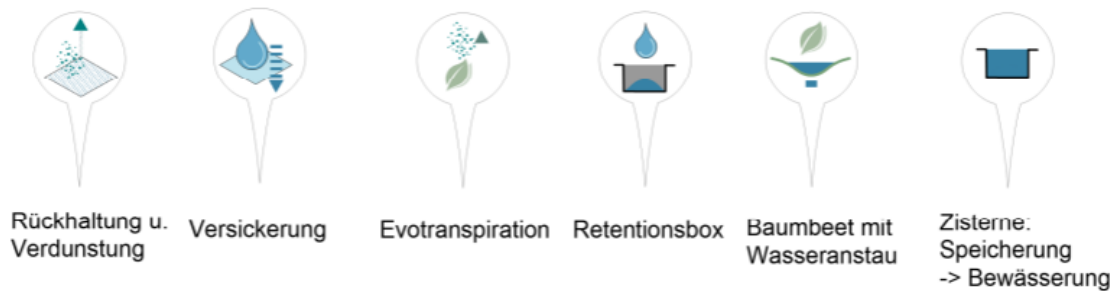 Rückhaltung u.
Verdunstung
Versickerung
Evotranspiration
Retentionsbox
Baumbeet mit
Wasseranstau
Zisterne:
Speicherung
-> Bewässerung